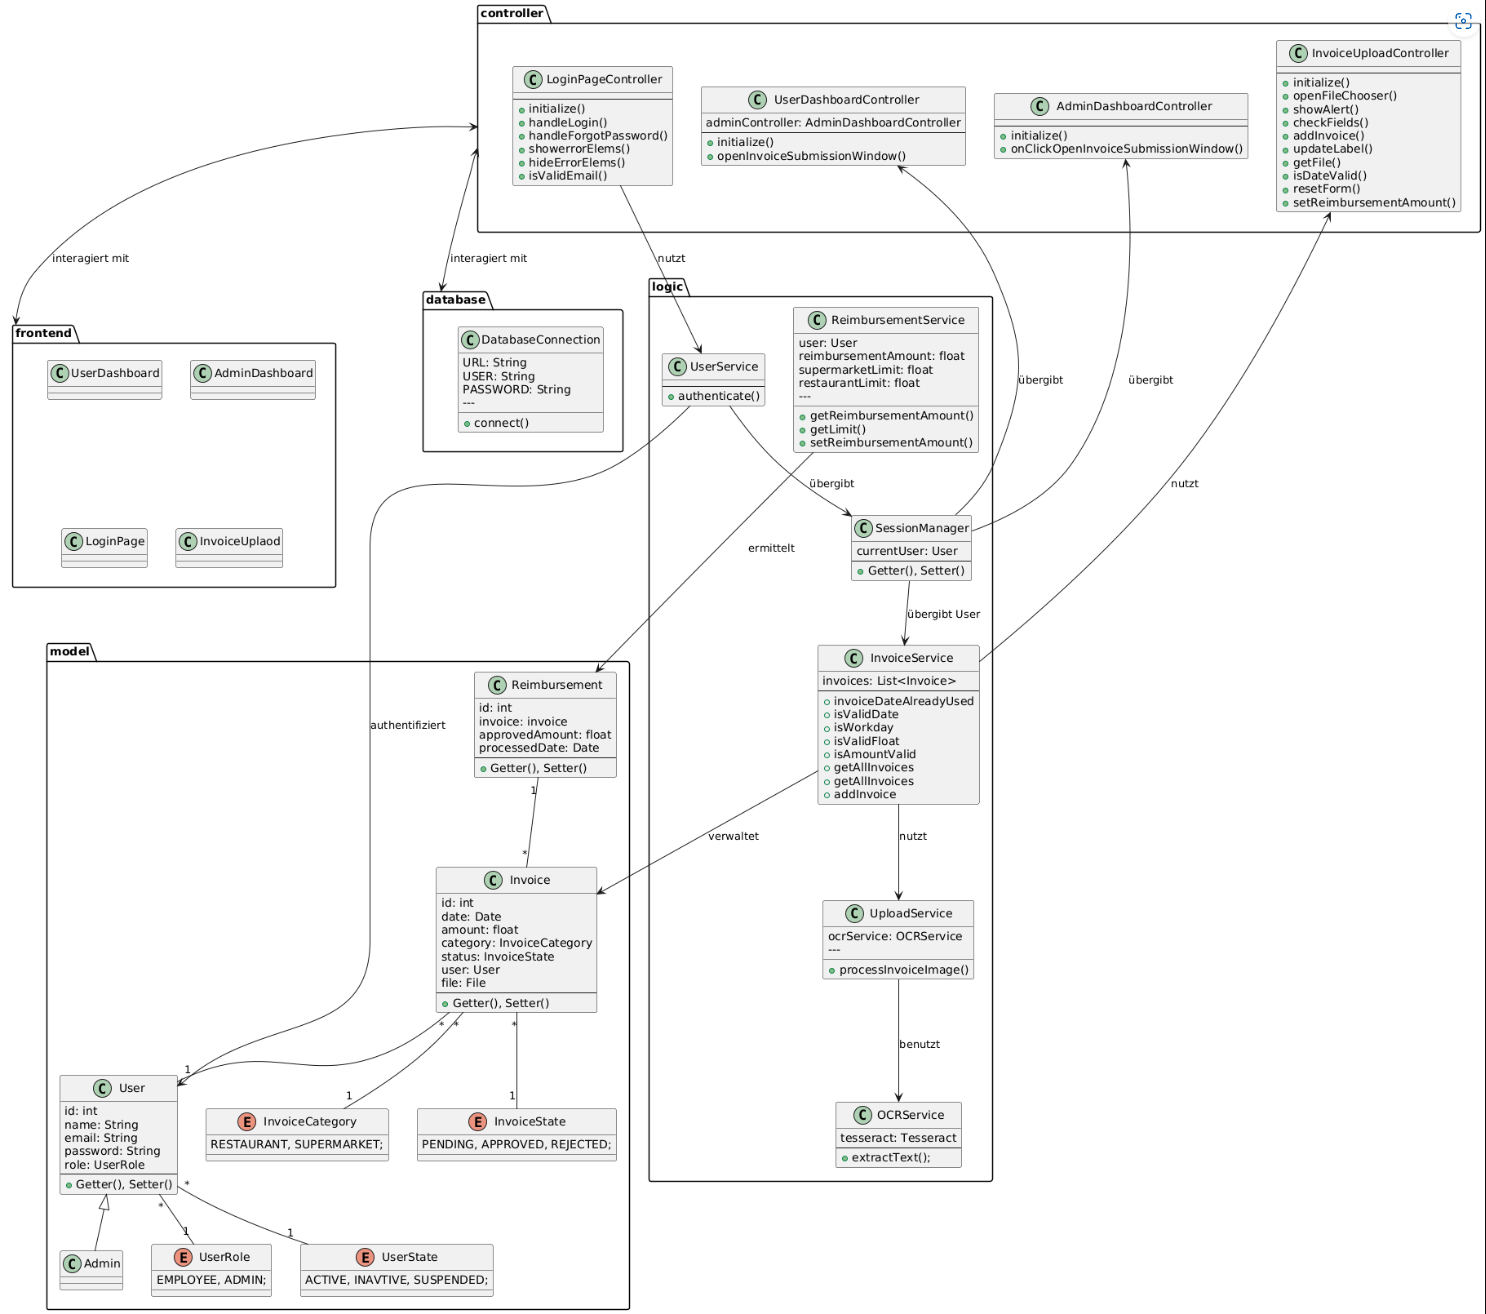 controller
C LoginPageController
initialize()
handleLogin()
handleForgotPassword()
showerrorElems()
hideErrorElems()
isValidEmail()
C UserDashboardController
adminController: AdminDashboardController
initialize()
openInvoiceSubmissionWindow()
C AdminDashboardController
initialize()
onClickOpenInvoiceSubmissionWindow()
C InvoiceUploadController
initialize()
openFileChooser()
showAlert()
checkFields()
addInvoice()
updateLabel()
getFile()
isDateValid()
resetForm()
setReimbursementAmount()
interagiert mit
interagiert mit
nutzt
frontend
C UserDashboard
C AdminDashboard
C LoginPage
C InvoiceUplaod
database
C DatabaseConnection
URL: String
USER: String
PASSWORD: String
---
connect()
logic
C UserService
authenticate()
C ReimbursementService
user: User
reimbursementAmount: float
supermarketLimit: float
restaurantLimit: float
---
getReimbursementAmount()
getLimit()
setReimbursementAmount()
übergibt
übergibt
übergibt
nutzt
C SessionManager
currentUser: User
Getter(), Setter()
ermittelt
übergibt User
C InvoiceService
invoices: List<Invoice>
invoiceDateAlreadyUsed
isValidDate
isWorkday
isValidFloat
isAmountValid
getAllInvoices
getAllInvoices
addInvoice
verwaltet
nutzt
C UploadService
ocrService: OCRService
---
processInvoiceImage()
benutzt
C OCRService
tesseract: Tesseract
extractText();
model
C Reimbursement
id: int
invoice: invoice
approvedAmount: float
processedDate: Date
Getter(), Setter()
authentifiziert
1
*
C Invoice
id: int
date: Date
amount: float
category: InvoiceCategory
status: InvoiceState
user: User
file: File
Getter(), Setter()
* * *
1
1
1
C User
id: int
name: String
email: String
password: String
role: UserRole
Getter(), Setter()
E InvoiceCategory
RESTAURANT, SUPERMARKET;
E InvoiceState
PENDING, APPROVED, REJECTED;
*
*
1
1
C Admin
E UserRole
EMPLOYEE, ADMIN;
E UserState
ACTIVE, INAVTIVE, SUSPENDED;